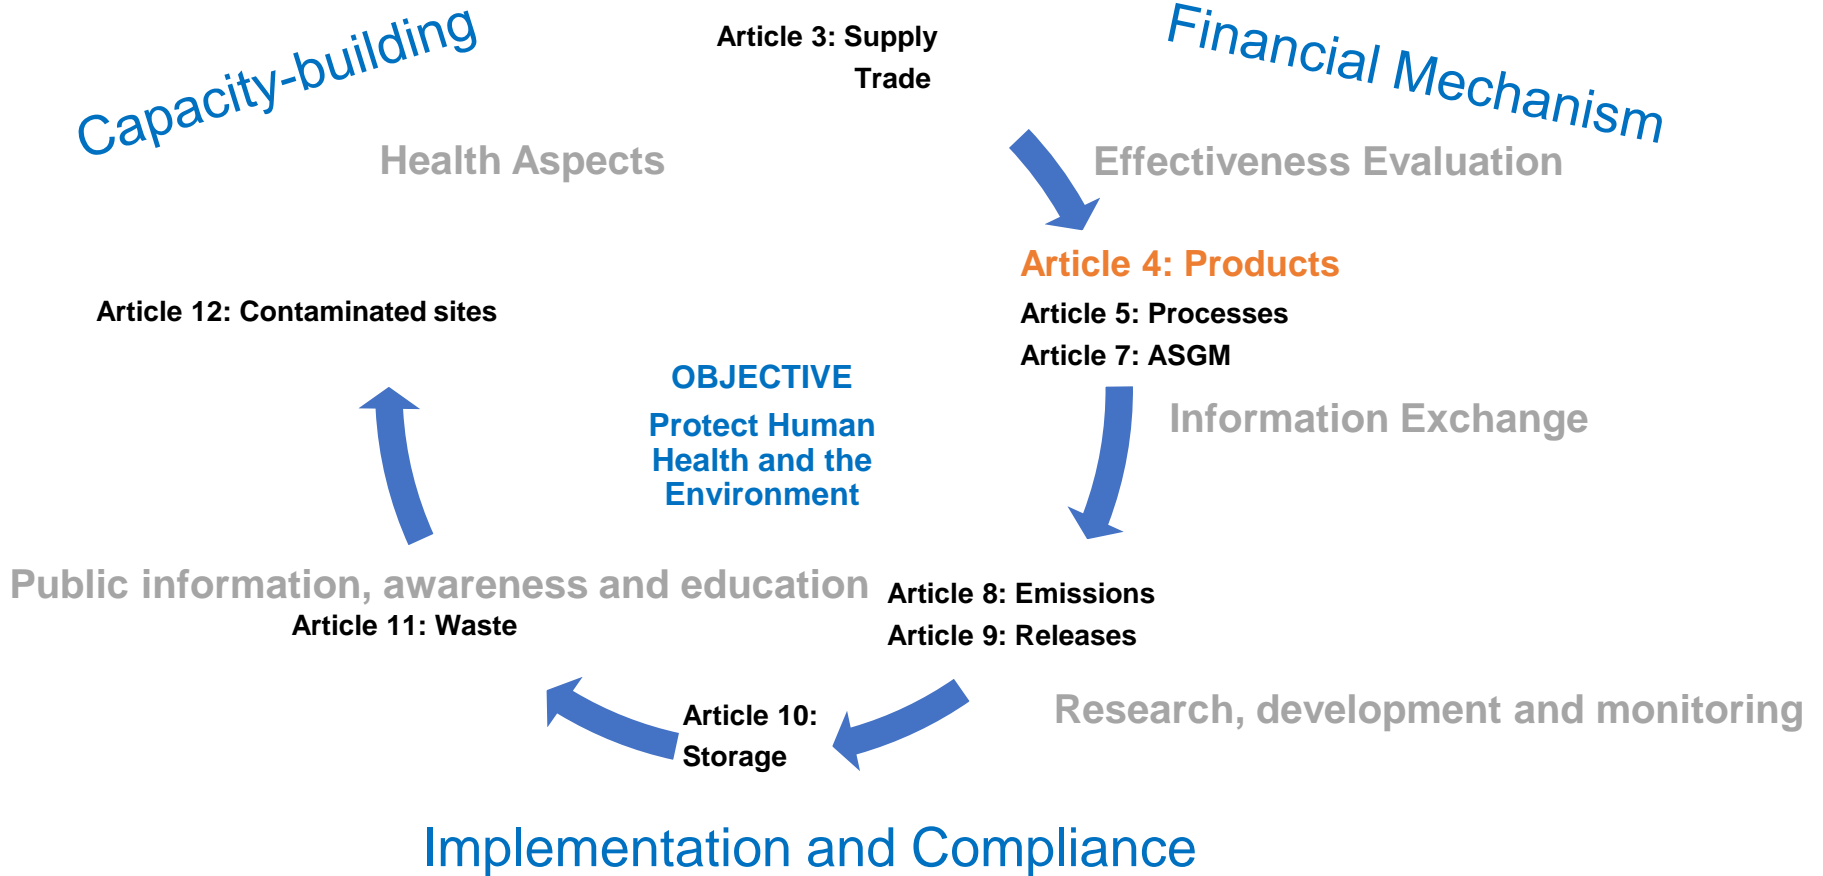 Capacity-building
Article 3: Supply
Trade
Financial Mechanism
Health Aspects
Effectiveness Evaluation
Article 4: Products
Article 12: Contaminated sites
Article 5: Processes
Article 7: ASGM
OBJECTIVE
Protect Human
Health and the
Environment
Information Exchange
Public information, awareness and education
Article 11: Waste
Article 8: Emissions
Article 9: Releases
Article 10:
Storage
Research, development and monitoring
Implementation and Compliance